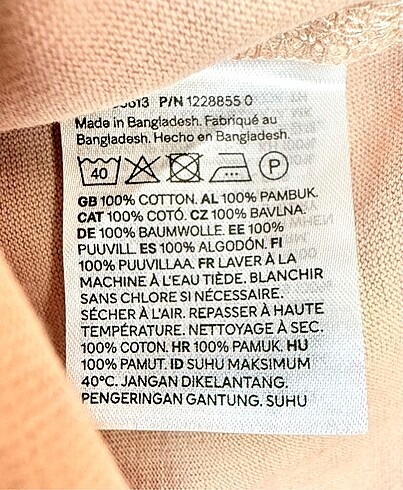 P/N 1228855 0
Made in Bangladesh. Fabriqué au
Bangladesh. Hecho en Bangladesh.
40 P
GB 100% COTTON. AL 100% PAMBUK.
CAT 100% COTÓ. CZ 100% BAVLNA.
DE 100% BAUMWOLLE. EE 100%
PUUVILL. ES 100% ALGODÓN. FI
100% PUUVILLAA. FR LAVER À LA
MACHINE À L'EAU TIÈDE. BLANCHIR
SANS CHLORE SI NÉCESSAIRE.
SÉCHER À L'AIR. REPASSER À HAUTE
TEMPÉRATURE. NETTOYAGE À SEC.
100% COTON. HR 100% PAMUK. HU
100% PAMUT. ID SUHU MAKSIMUM
40°C. JANGAN DIKELANTANG.
PENGERINGAN GANTUNG. SUHU